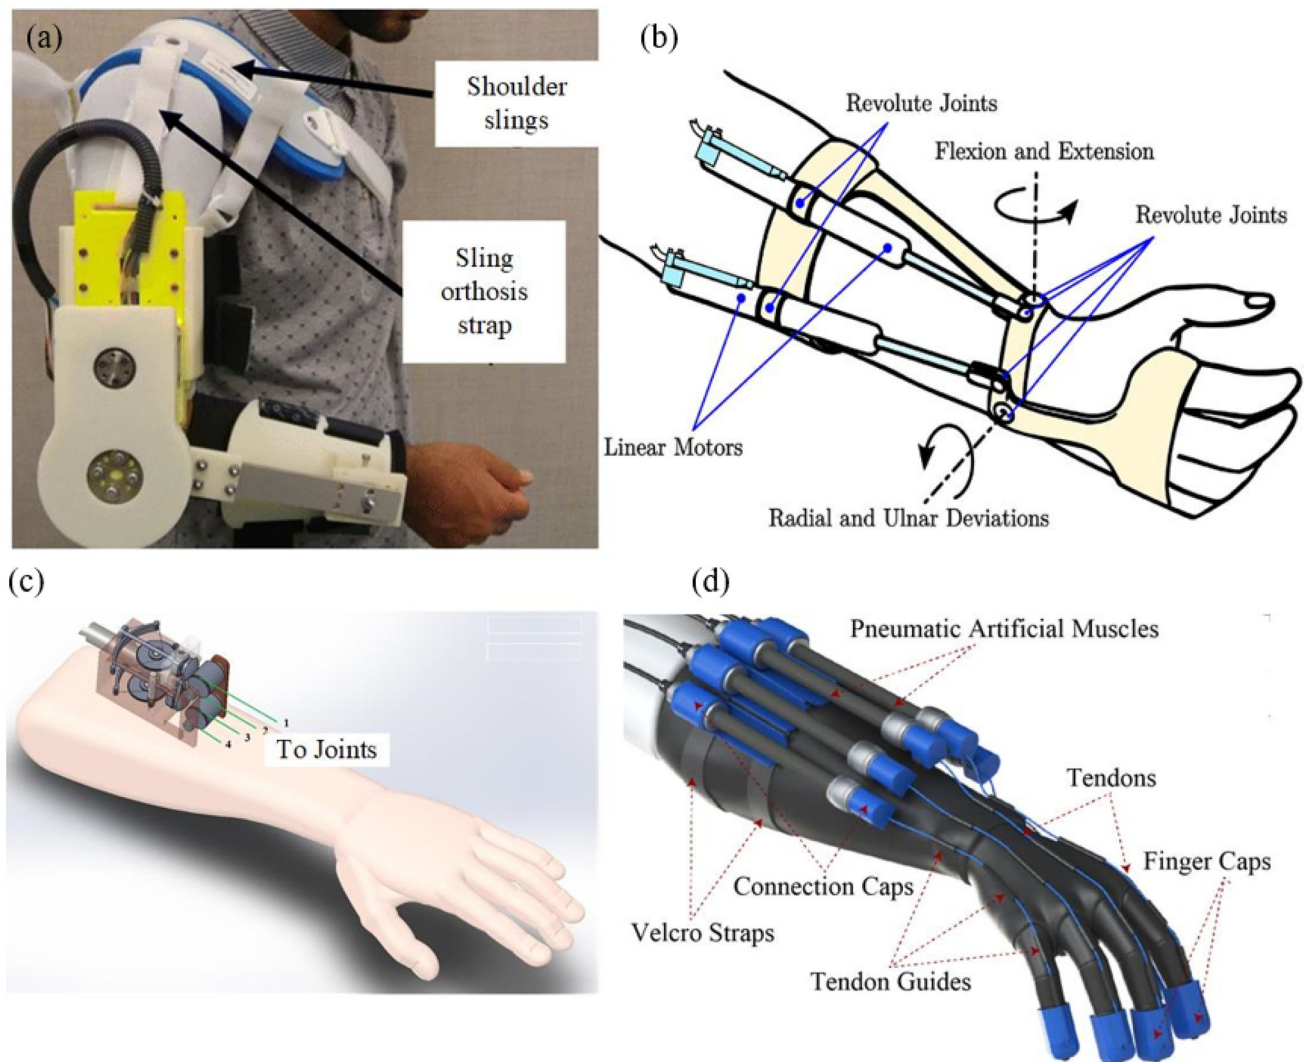 (a)
Shoulder
slings
Sling
orthosis
strap
(b)
Revolute Joints
Flexion and Extension
Revolute Joints
Linear Motors
Radial and Ulnar Deviations
(c)
1
2
3
4
To Joints
(d)
Pneumatic Artificial Muscles
Tendons
Finger Caps
Connection Caps
Velcro Straps
Tendon Guides